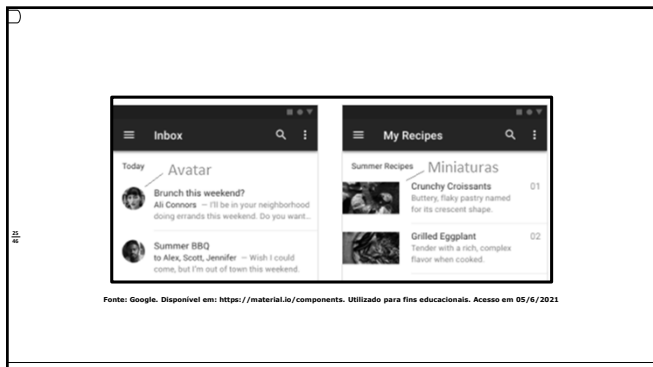 Inbox
Today
Avatar
Brunch this weekend?
Ali Connors — I'll be in your neighborhood
doing errands this weekend. Do you want...
Summer BBQ
to Alex, Scott, Jennifer — Wish I could
come, but I'm out of town this weekend.
My Recipes
Summer Recipes
Miniaturas
Crunchy Croissants 01
Buttery, flaky pastry named
for its crescent shape.
Grilled Eggplant 02
Tender with a rich, complex
flavor when cooked.
25
46
Fonte: Google. Disponível em: https://material.io/components. Utilizado para fins educacionais. Acesso em 05/6/2021